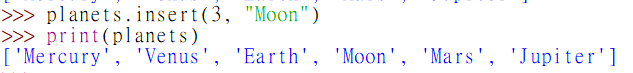 >>> planets.insert(3, "Moon")
>>> print(planets)
['Mercury', 'Venus', 'Earth', 'Moon', 'Mars', 'Jupiter']